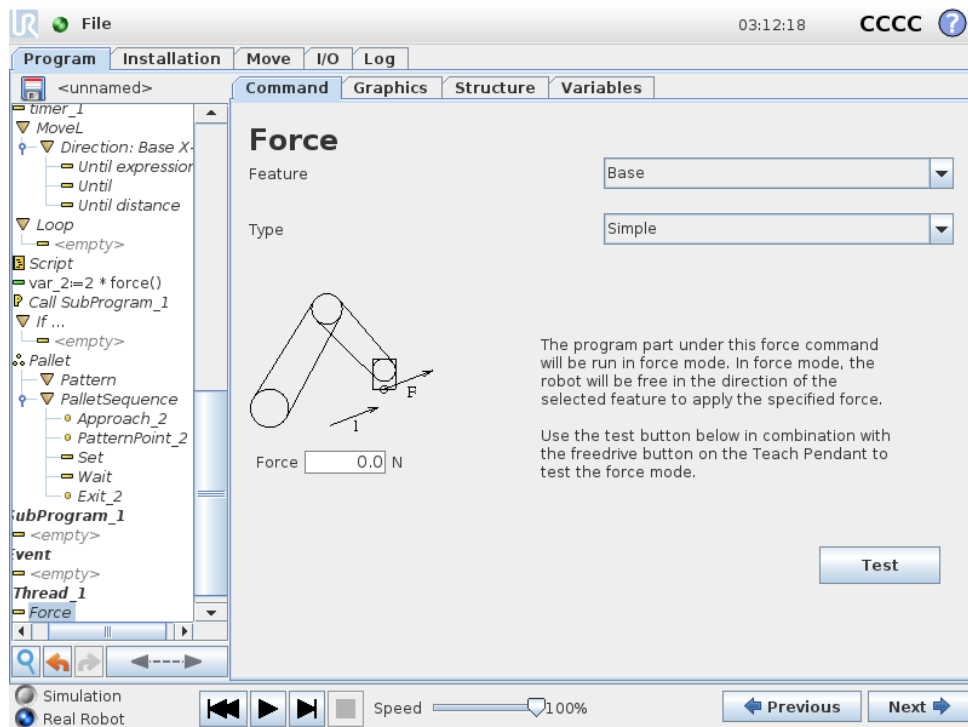 UR
File
03:12:18
CCCC
?
Program
Installation
Move
I/O
Log
<unnamed>
Command
Graphics
Structure
Variables
timer_1
MoveL
Direction: Base X-
Until expression
Until
Until distance
Loop
<empty>
Script
var_2:=2 * force()
Call SubProgram_1
If ...
<empty>
Pallet
Pattern
PalletSequence
Approach_2
PatternPoint_2
Set
Wait
Exit_2
SubProgram_1
<empty>
Event
<empty>
Thread_1
Force
Force
Feature
Base
Type
Simple
F
1
Force
0.0
N
The program part under this force command
will be run in force mode. In force mode, the
robot will be free in the direction of the
selected feature to apply the specified force.
Use the test button below in combination with
the freedrive button on the Teach Pendant to
test the force mode.
Test
Simulation
Real Robot
Speed
100%
Previous
Next